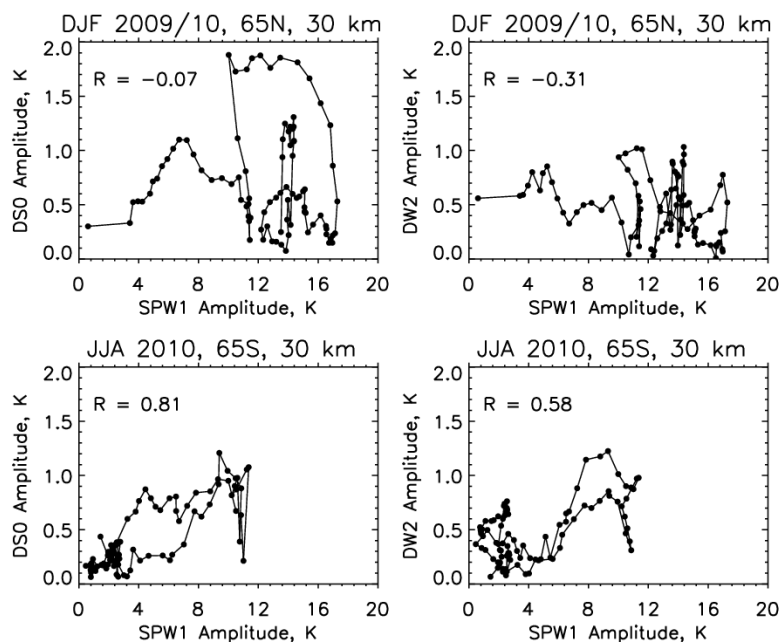 DJF 2009/10, 65N, 30 km
DJF 2009/10, 65N, 30 km
DS0 Amplitude, K
2.0
1.5
1.0
0.5
0.0
R = −0.07
0 4 8 12 16 20
SPW1 Amplitude, K
DW2 Amplitude, K
2.0
1.5
1.0
0.5
0.0
R = −0.31
0 4 8 12 16 20
SPW1 Amplitude, K
JJA 2010, 65S, 30 km
JJA 2010, 65S, 30 km
DS0 Amplitude, K
2.0
1.5
1.0
0.5
0.0
R = 0.81
0 4 8 12 16 20
SPW1 Amplitude, K
DW2 Amplitude, K
2.0
1.5
1.0
0.5
0.0
R = 0.58
0 4 8 12 16 20
SPW1 Amplitude, K